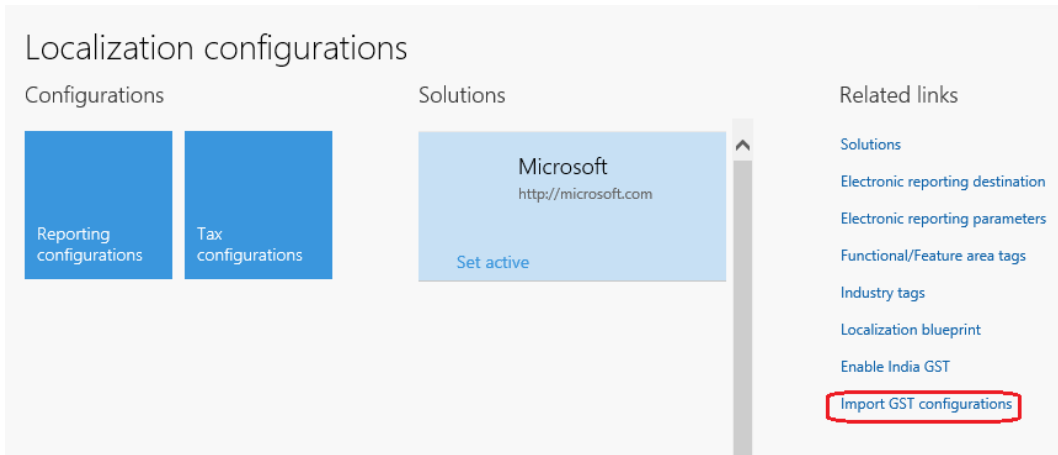 Localization configurations
Configurations
Reporting
configurations
Tax
configurations
Solutions
Microsoft
http://microsoft.com
Set active
Related links
Solutions
Electronic reporting destination
Electronic reporting parameters
Functional/Feature area tags
Industry tags
Localization blueprint
Enable India GST
Import GST configurations